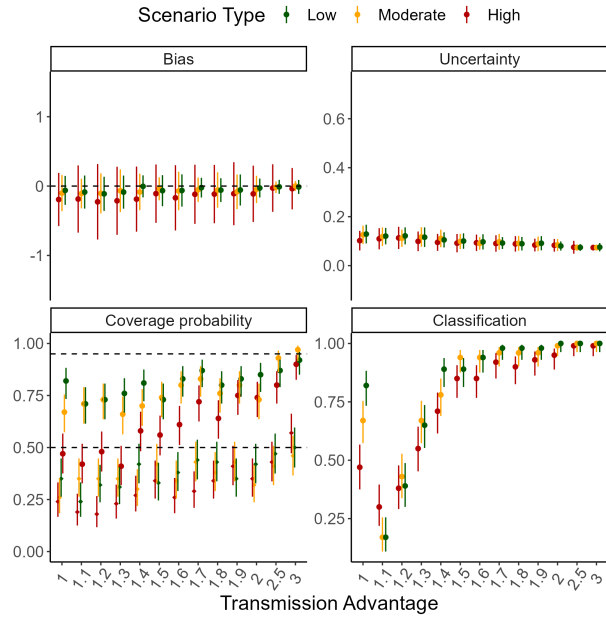 Scenario Type Low Moderate High
Bias Uncertainty
1
0
-1
0.6
0.4
0.2
0.0
Coverage probability Classification
1.00
0.75
0.50
0.25
0.00
1.00
0.75
0.50
0.25
1 1.1 1.2 1.3 1.4 1.5 1.6 1.7 1.8 1.9 2 2.5 3
1 1.1 1.2 1.3 1.4 1.5 1.6 1.7 1.8 1.9 2 2.5 3
Transmission Advantage